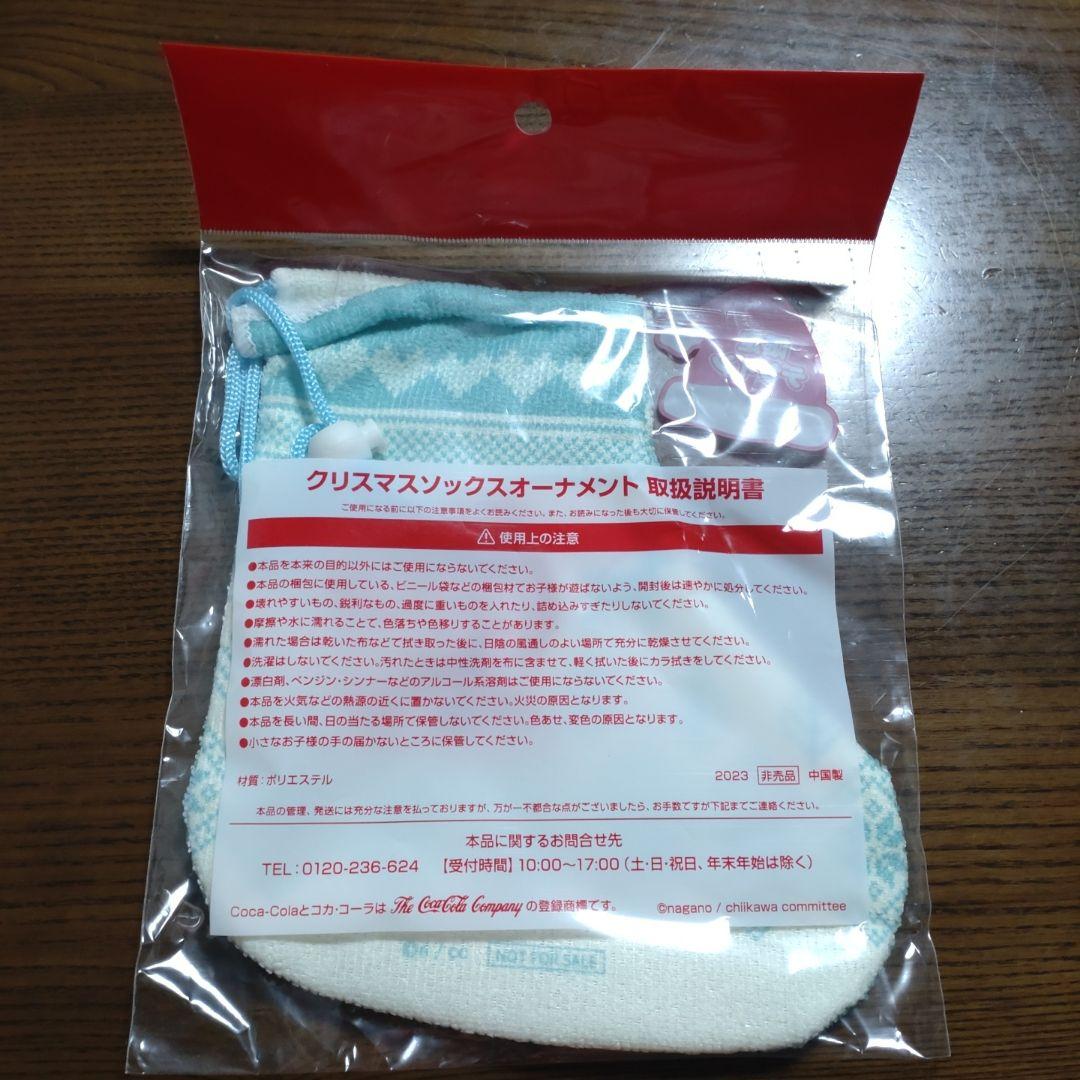 クリスマスソックスオーナメント 取扱説明書
ご使用になる前に以下の注意事項をよくお読みください。また、お読みになった後も大切に保管してください。
⚠ 使用上の注意
●本品を本来の目的以外にはご使用にならないでください。
●本品の梱包に使用している、ビニール袋などの梱包材でお子様が遊ばないよう、開封後は速やかに処分してください。
●壊れやすいもの、鋭利なもの、過度に重いものを入れたり、詰め込みすぎたりしないでください。
●摩擦や水に濡れることで、色落ちや色移りすることがあります。
●濡れた場合は乾いた布などで拭き取った後に、日陰の風通しのよい場所で充分に乾燥させてください。
●洗濯はしないでください。汚れたときは中性洗剤を布に含ませて、軽く拭いた後にカラ拭きをしてください。
●漂白剤、ベンジン・シンナーなどのアルコール系溶剤はご使用にならないでください。
●本品を火気などの熱源の近くに置かないでください。火災の原因となります。
●本品を長い間、日の当たる場所で保管しないでください。色あせ、変色の原因となります。
●小さなお子様の手の届かないところに保管してください。
材質:ポリエステル 2023 非売品 中国製
本品の管理、発送には充分な注意を払っておりますが、万が一不都合な点がございましたら、お手数ですが下記までご連絡ください。
本品に関するお問合せ先
TEL:0120-236-624 【受付時間】10:00〜17:00(土・日・祝日、年末年始は除く)
Coca-Colaとコカ・コーラは The Coca-Cola Company の登録商標です。 ©nagano / chiikawa committee
©n / cc NOT FOR SALE